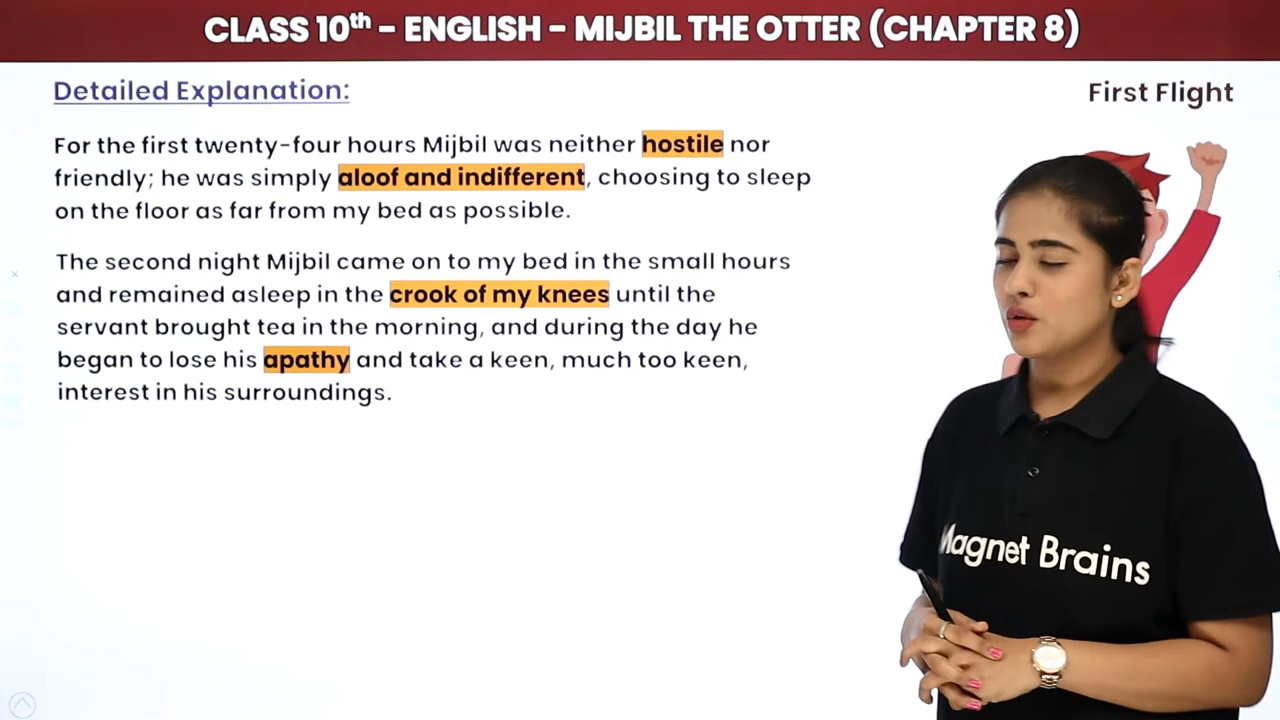 CLASS 10th - ENGLISH - MIJBIL THE OTTER (CHAPTER 8)
Detailed Explanation:
First Flight
For the first twenty-four hours Mijbil was neither hostile nor
friendly; he was simply aloof and indifferent, choosing to sleep
on the floor as far from my bed as possible.
The second night Mijbil came on to my bed in the small hours
and remained asleep in the crook of my knees until the
servant brought tea in the morning, and during the day he
began to lose his apathy and take a keen, much too keen,
interest in his surroundings.
Magnet Brains